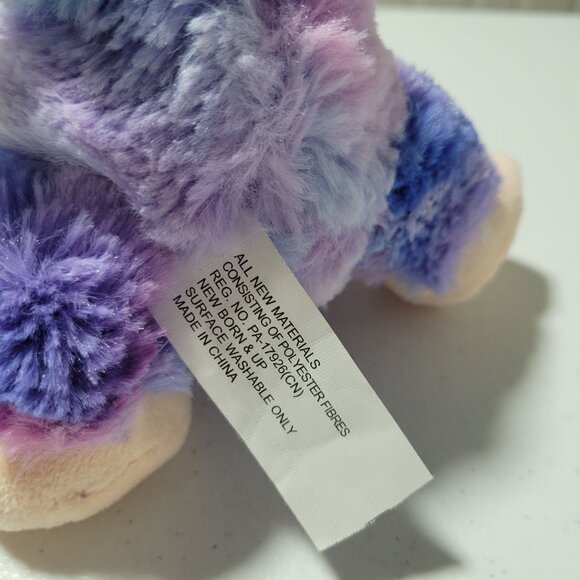 ALL NEW MATERIALS
CONSISTING OF POLYESTER FIBRES
REG. NO. PA-17926(CN)
NEW BORN & UP
SURFACE WASHABLE ONLY
MADE IN CHINA